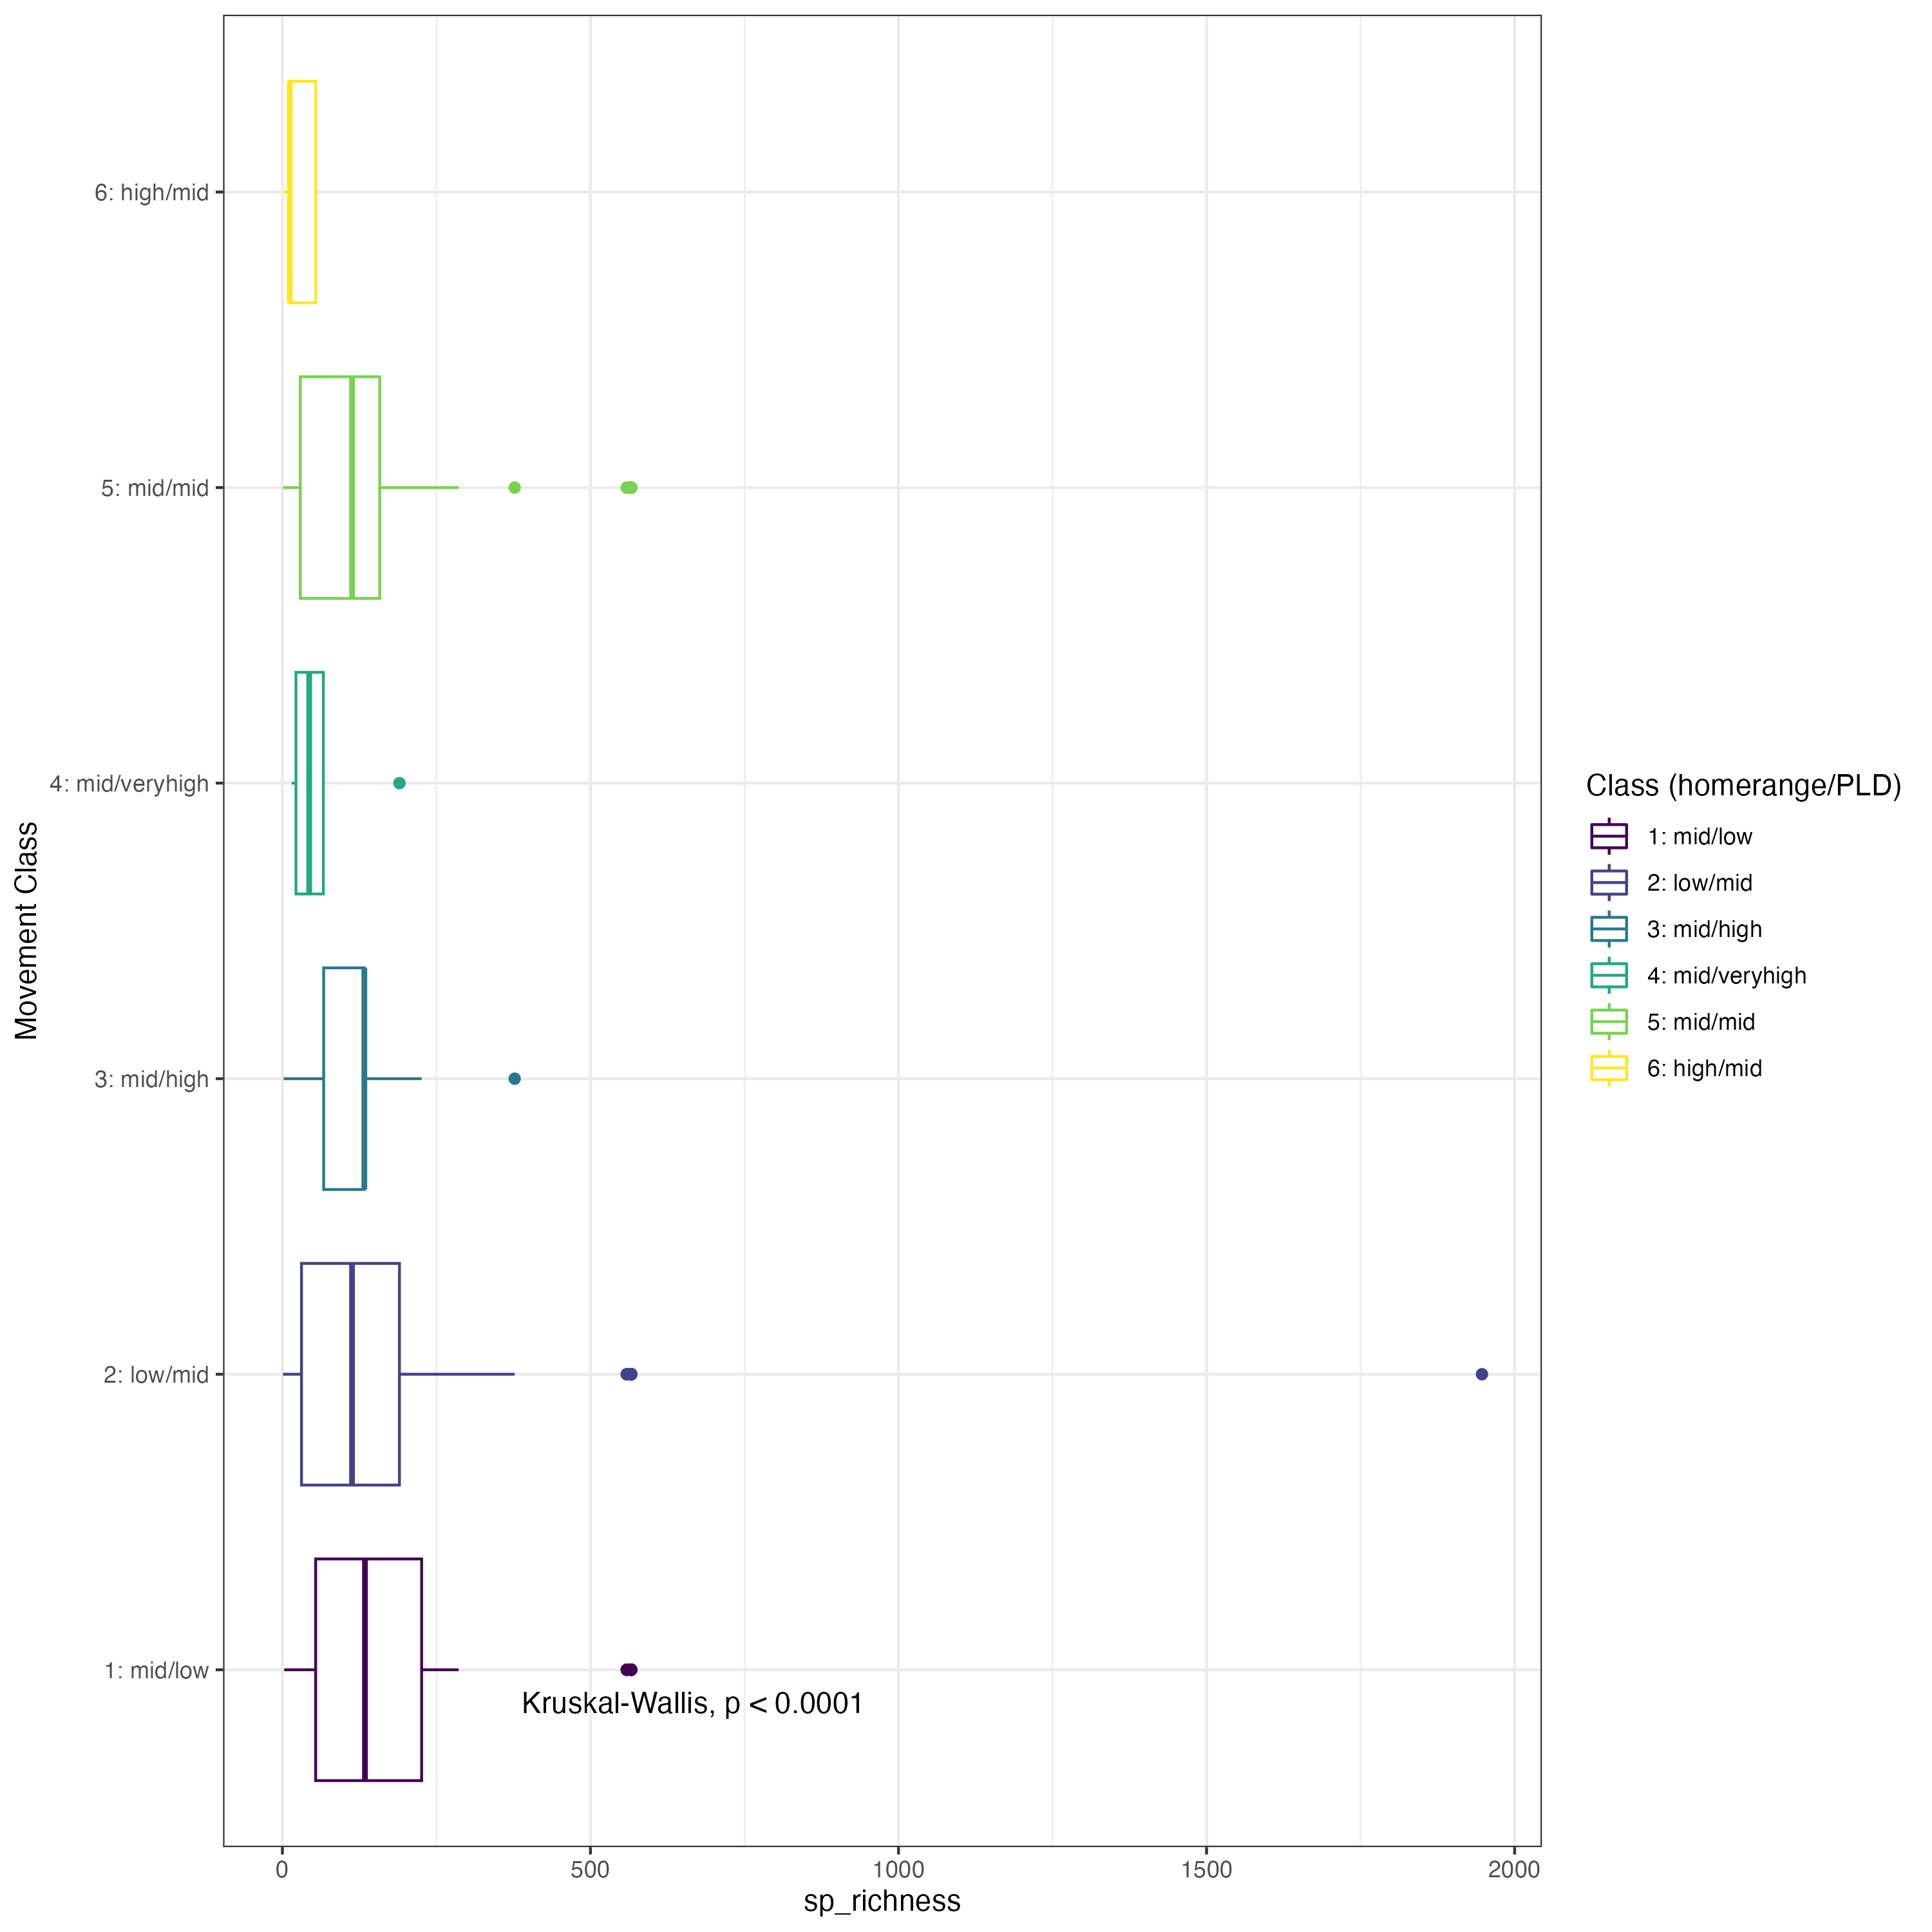 6: high/mid
5: mid/mid
4: mid/veryhigh
3: mid/high
2: low/mid
1: mid/low
Movement Class
Kruskal-Wallis, p < 0.0001
0 500 1000 1500 2000
sp_richness
Class (homerange/PLD)
1: mid/low
2: low/mid
3: mid/high
4: mid/veryhigh
5: mid/mid
6: high/mid